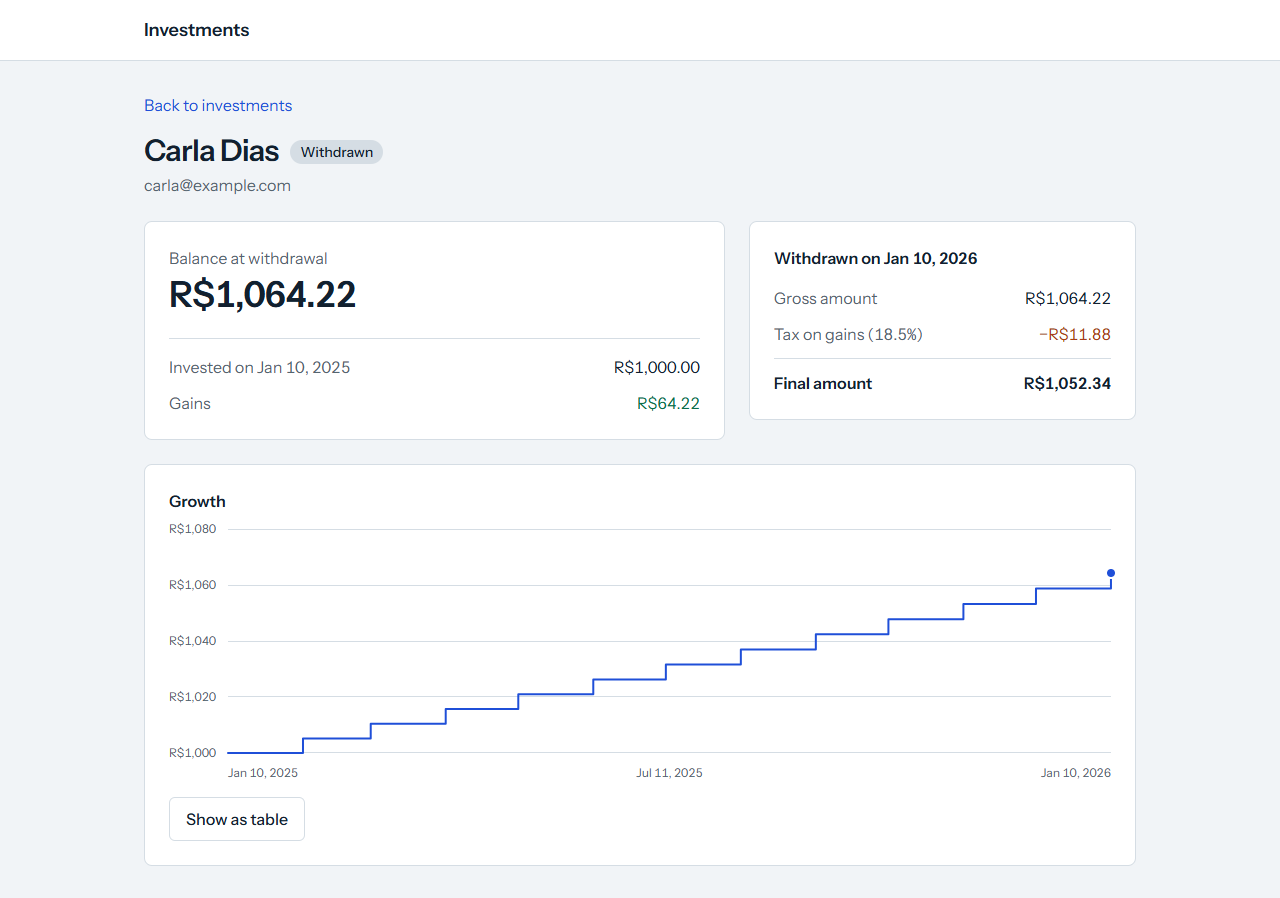 Investments
Back to investments
Carla Dias Withdrawn
carla@example.com
Balance at withdrawal
R$1,064.22
Invested on Jan 10, 2025 R$1,000.00
Gains R$64.22
Withdrawn on Jan 10, 2026
Gross amount R$1,064.22
Tax on gains (18.5%) −R$11.88
Final amount R$1,052.34
Growth
R$1,080
R$1,060
R$1,040
R$1,020
R$1,000
Jan 10, 2025 Jul 11, 2025 Jan 10, 2026
Show as table